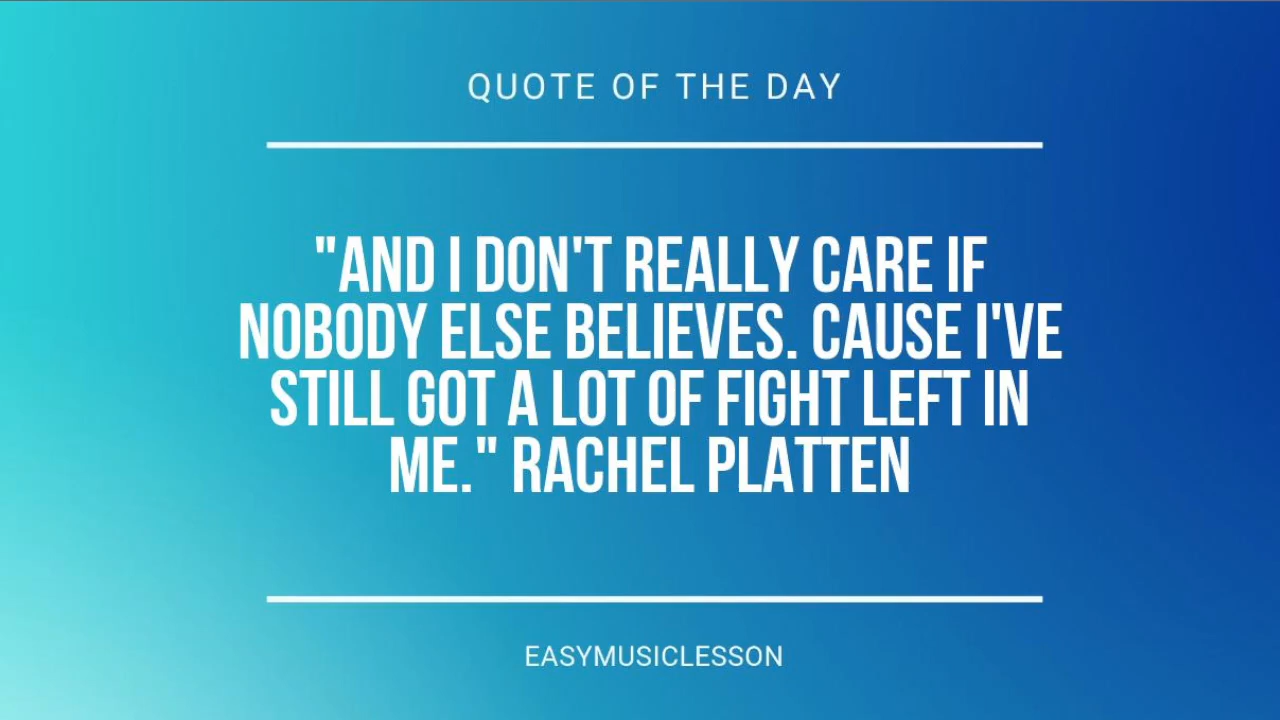 QUOTE OF THE DAY
"AND I DON'T REALLY CARE IF
NOBODY ELSE BELIEVES. CAUSE I'VE
STILL GOT A LOT OF FIGHT LEFT IN
ME." RACHEL PLATTEN
EASYMUSICLESSON